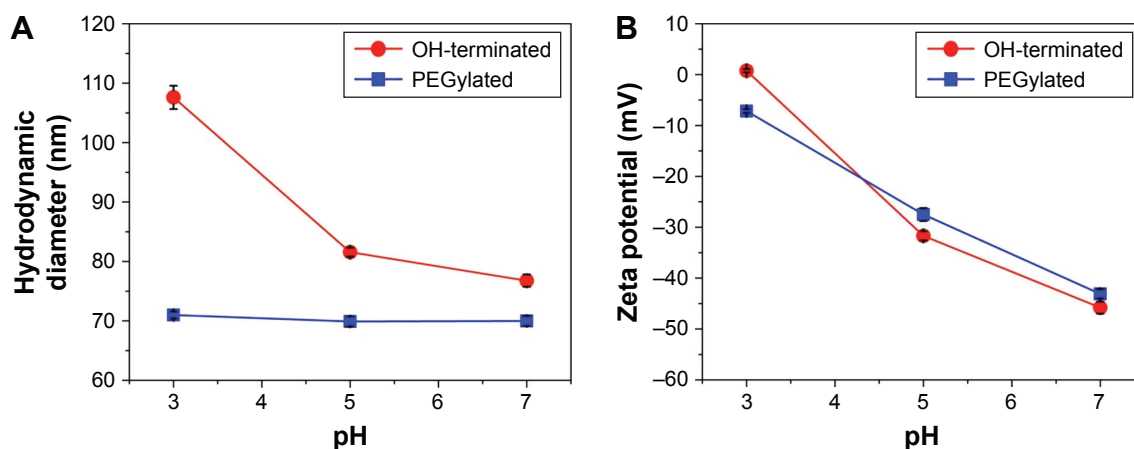 A
Hydrodynamic
diameter (nm)
120
110
100
90
80
70
60
OH-terminated
PEGylated
3
4
5
6
7
pH
B
Zeta potential (mV)
10
0
–10
–20
–30
–40
–50
–60
OH-terminated
PEGylated
3
4
5
6
7
pH